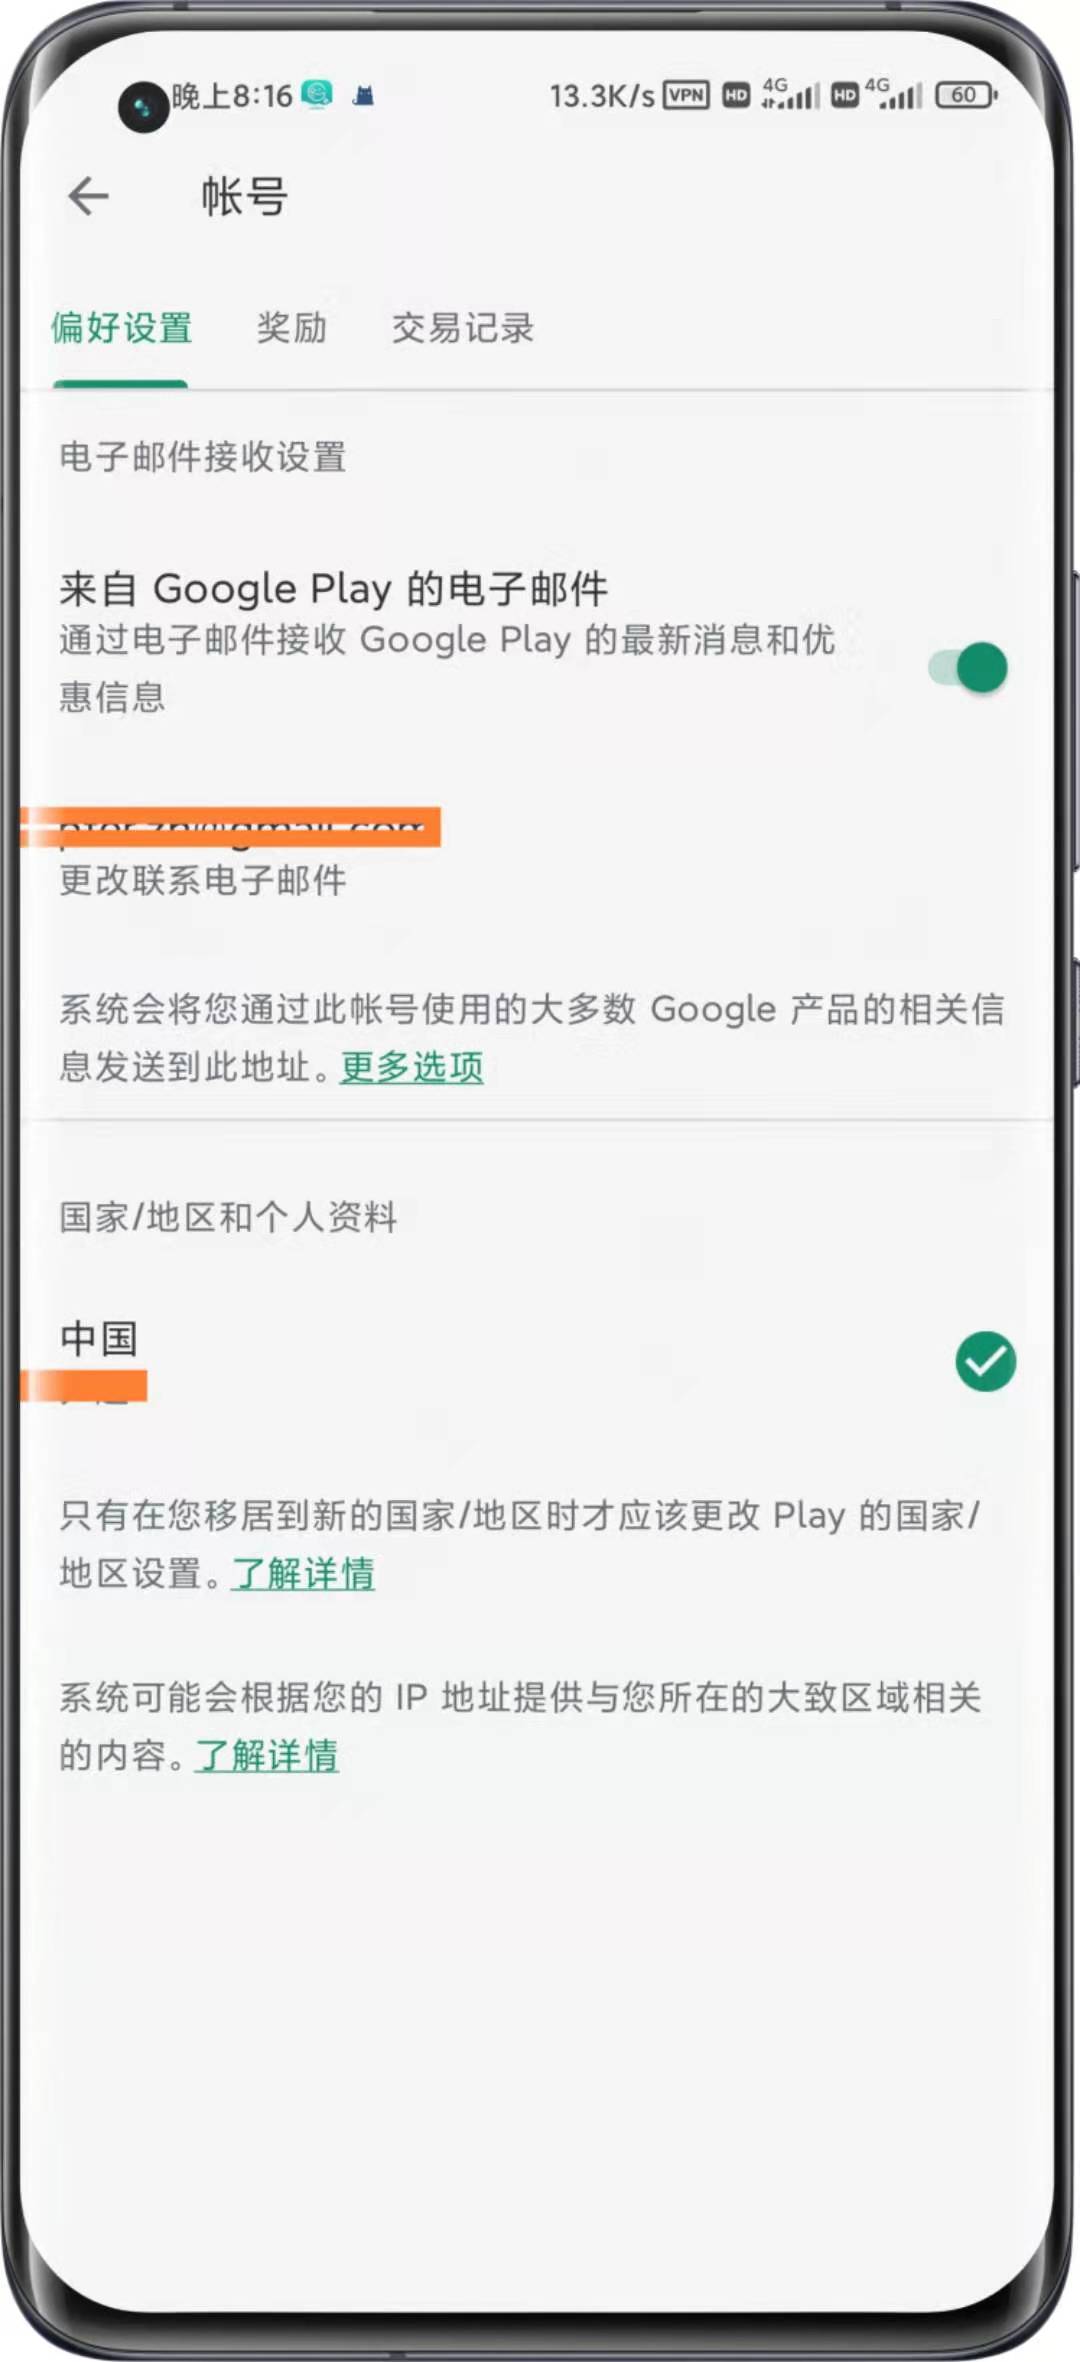 晚上8:16 13.3K/s VPN HD 4G HD 4G 60
帐号
偏好设置 奖励 交易记录
电子邮件接收设置
来自 Google Play 的电子邮件
通过电子邮件接收 Google Play 的最新消息和优
惠信息
更改联系电子邮件
系统会将您通过此帐号使用的大多数 Google 产品的相关信
息发送到此地址。更多选项
国家/地区和个人资料
中国
只有在您移居到新的国家/地区时才应该更改 Play 的国家/
地区设置。了解详情
系统可能会根据您的 IP 地址提供与您所在的大致区域相关
的内容。了解详情